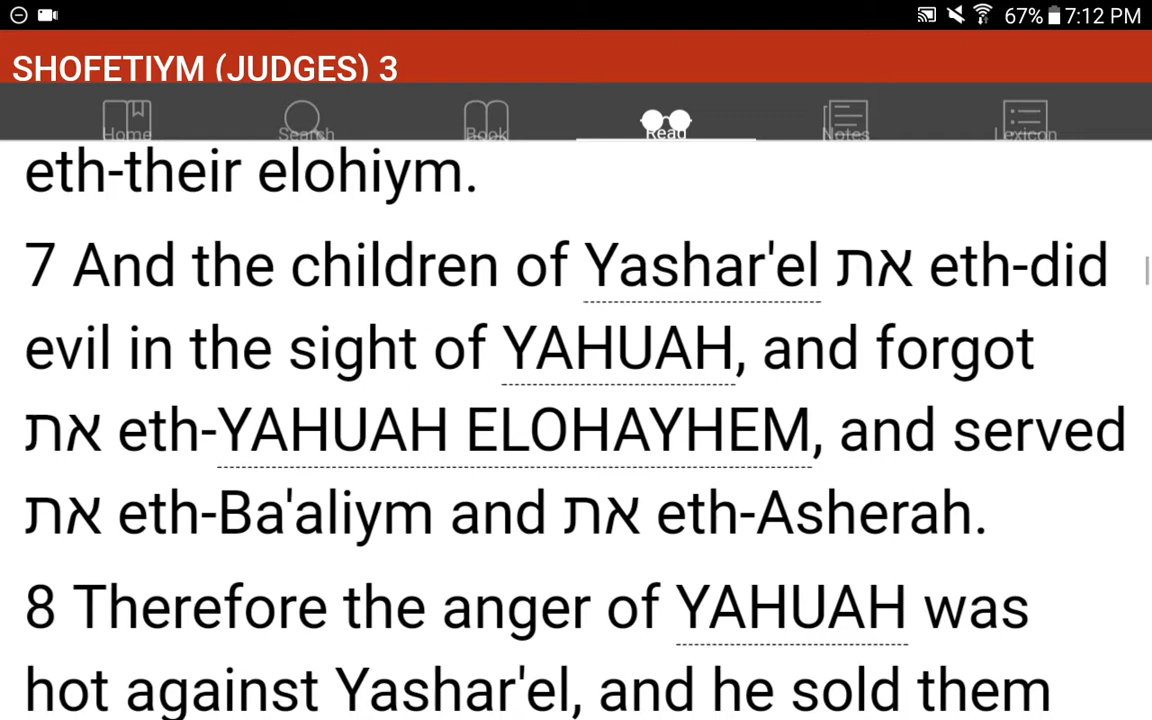 67% 7:12 PM
SHOFETIYM (JUDGES) 3
Home Search Book Read Notes Lexicon
eth-their elohiym.
7 And the children of Yashar'el את eth-did
evil in the sight of YAHUAH, and forgot
את eth-YAHUAH ELOHAYHEM, and served
את eth-Ba'aliym and את eth-Asherah.
8 Therefore the anger of YAHUAH was
hot against Yashar'el, and he sold them